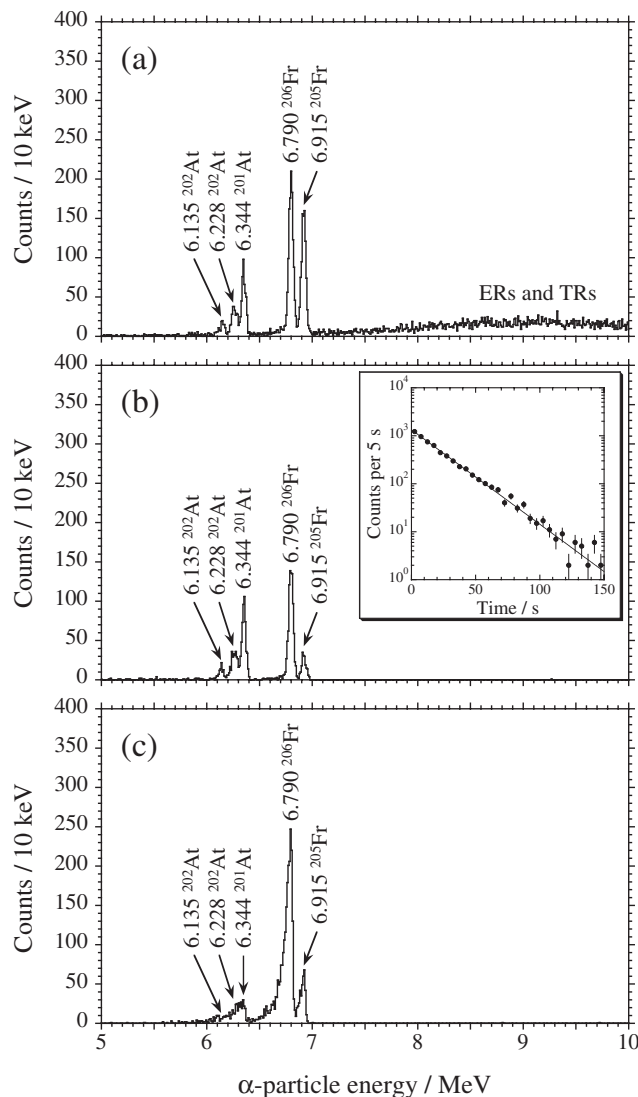 400
(a)
350
300
250
200
150
100
50
0
Counts / 10 keV
6.135 ²⁰²At
6.228 ²⁰²At
6.344 ²⁰¹At
6.790 ²⁰⁶Fr
6.915 ²⁰⁵Fr
ERs and TRs
400
(b)
350
300
250
200
150
100
50
0
Counts / 10 keV
6.135 ²⁰²At
6.228 ²⁰²At
6.344 ²⁰¹At
6.790 ²⁰⁶Fr
6.915 ²⁰⁵Fr
10⁴
10³
10²
10¹
10⁰
Counts per 5 s
0 50 100 150
Time / s
400
(c)
350
300
250
200
150
100
50
0
Counts / 10 keV
6.135 ²⁰²At
6.228 ²⁰²At
6.344 ²⁰¹At
6.790 ²⁰⁶Fr
6.915 ²⁰⁵Fr
5 6 7 8 9 10
α-particle energy / MeV